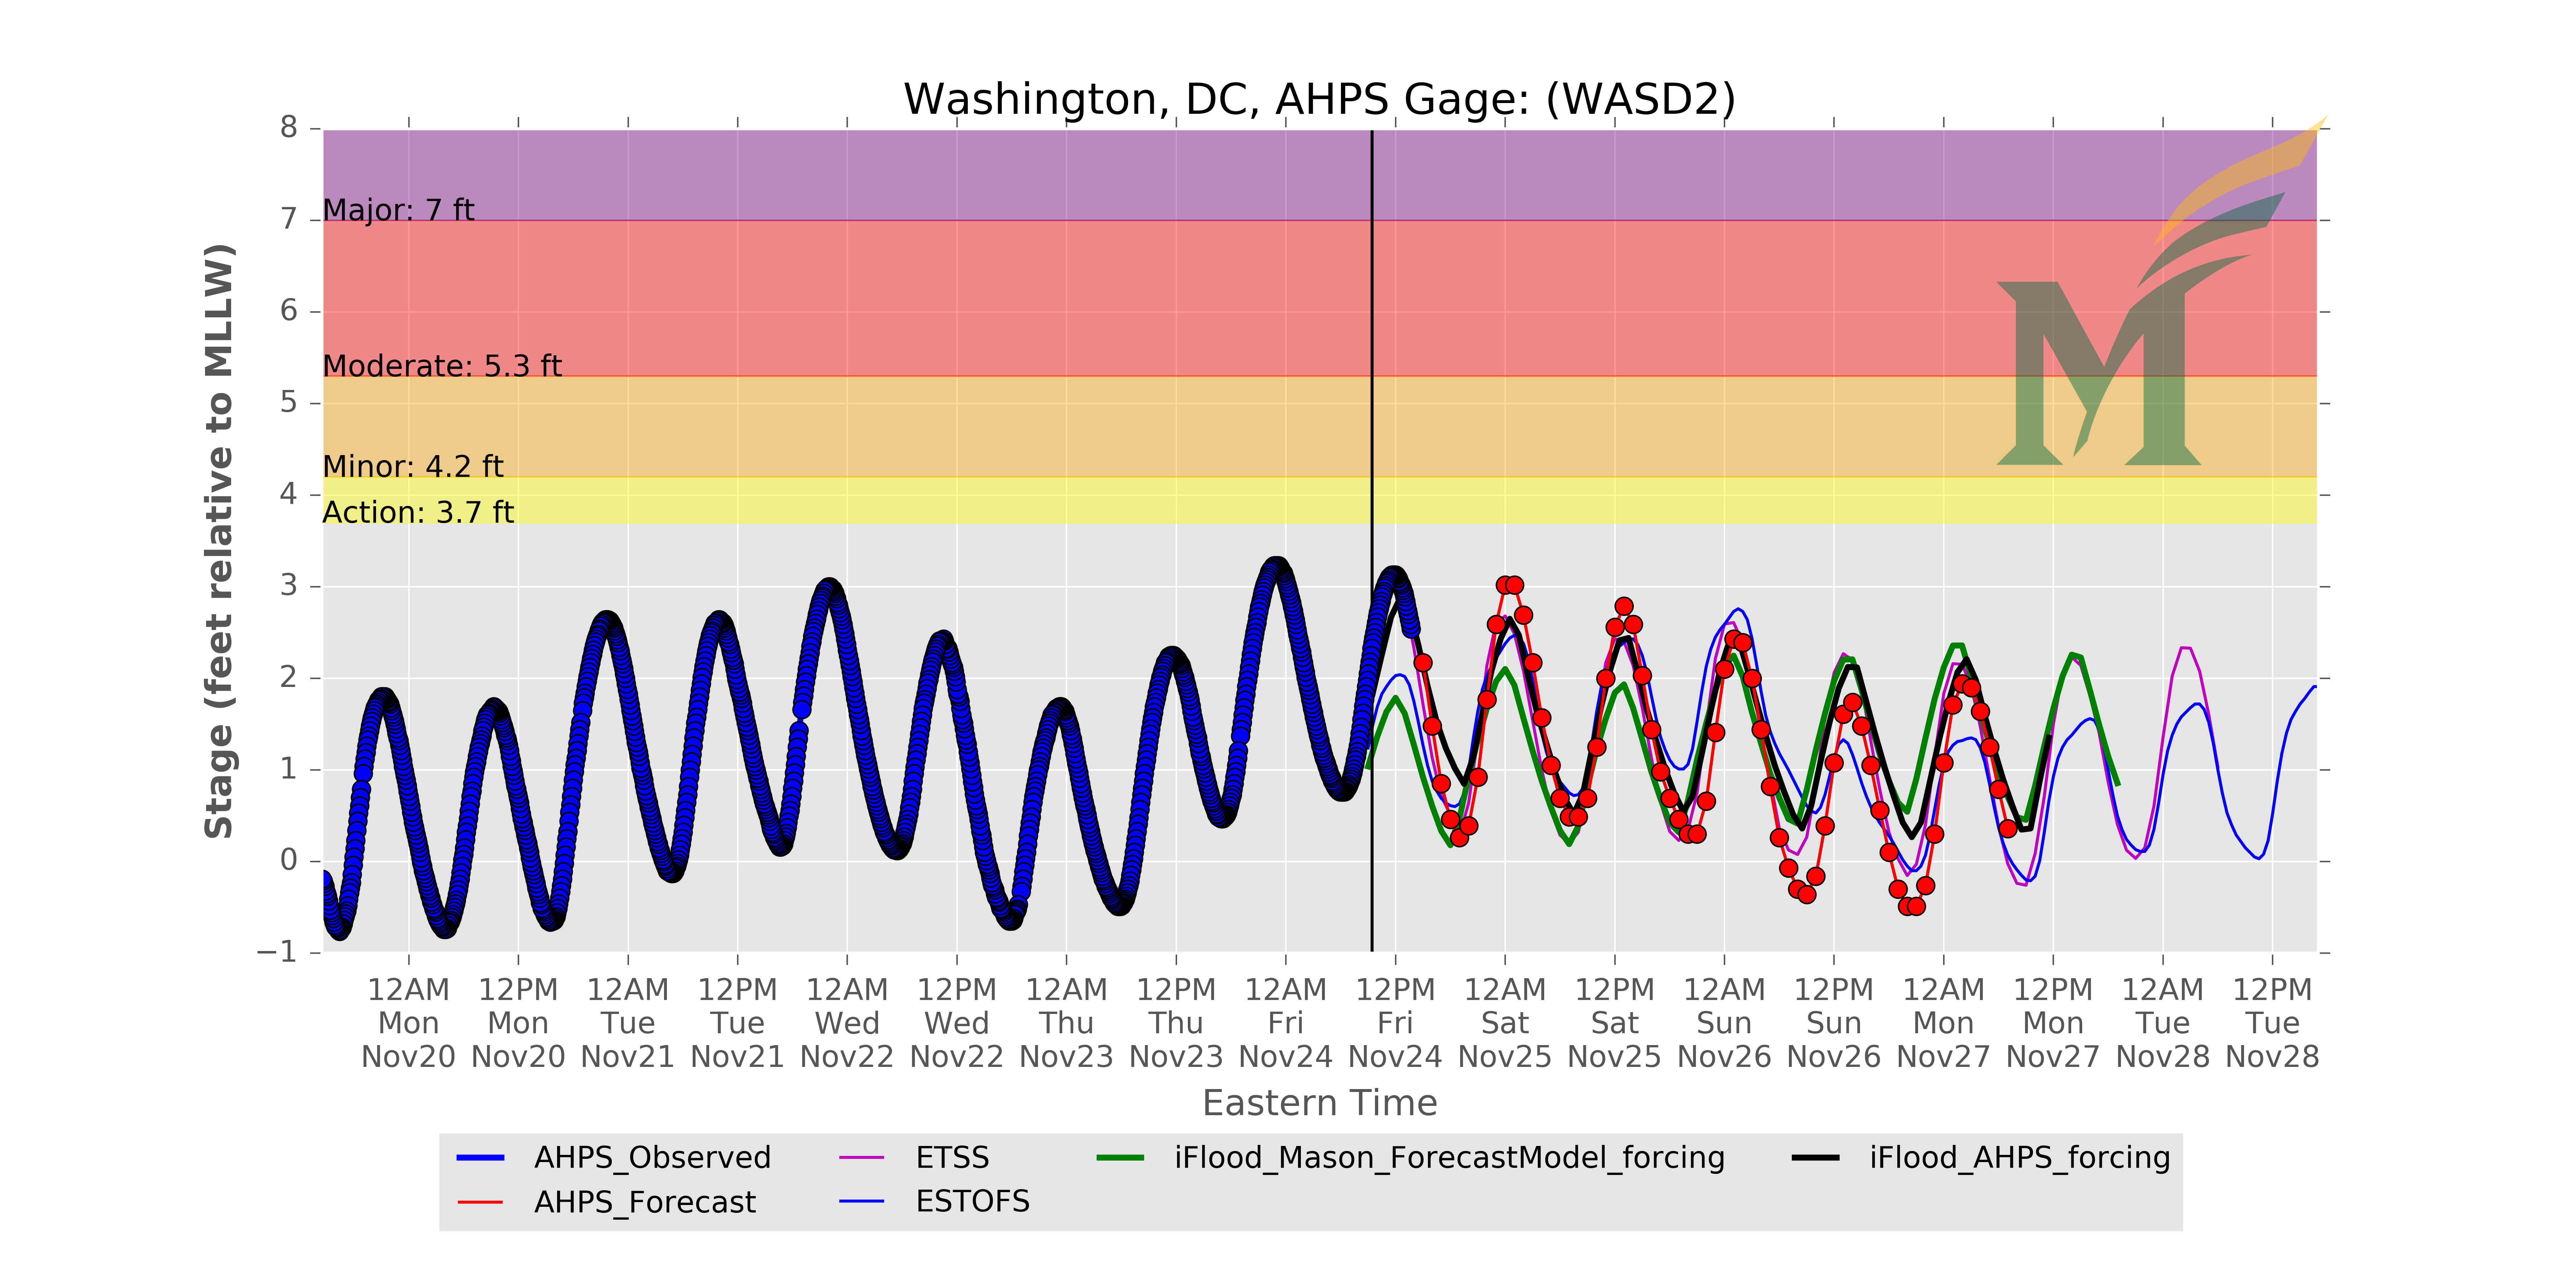 Washington, DC, AHPS Gage: (WASD2)
Stage (feet relative to MLLW)
8
7
6
5
4
3
2
1
0
−1
Major: 7 ft
Moderate: 5.3 ft
Minor: 4.2 ft
Action: 3.7 ft
12AM 12PM 12AM 12PM 12AM 12PM 12AM 12PM 12AM 12PM 12AM 12PM 12AM 12PM 12AM 12PM 12AM 12PM
Mon Mon Tue Tue Wed Wed Thu Thu Fri Fri Sat Sat Sun Sun Mon Mon Tue Tue
Nov20 Nov20 Nov21 Nov21 Nov22 Nov22 Nov23 Nov23 Nov24 Nov24 Nov25 Nov25 Nov26 Nov26 Nov27 Nov27 Nov28 Nov28
Eastern Time
AHPS_Observed ETSS iFlood_Mason_ForecastModel_forcing iFlood_AHPS_forcing
AHPS_Forecast ESTOFS